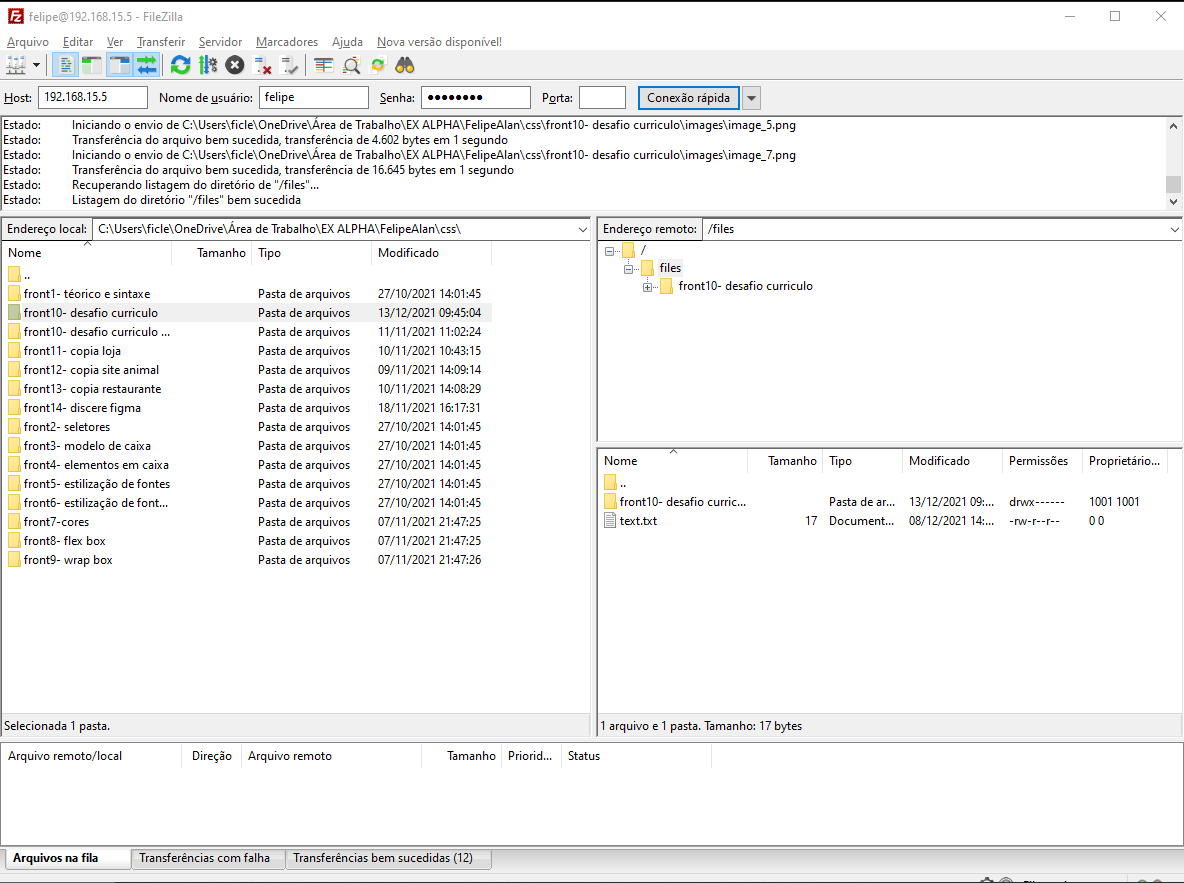 felipe@192.168.15.5 - FileZilla
Arquivo Editar Ver Transferir Servidor Marcadores Ajuda Nova versão disponível!
Host: 192.168.15.5 Nome de usuário: felipe Senha: ●●●●●●●● Porta: Conexão rápida
Estado: Iniciando o envio de C:\Users\ficle\OneDrive\Área de Trabalho\EX ALPHA\FelipeAlan\css\front10- desafio curriculo\images\image_5.png
Estado: Transferência do arquivo bem sucedida, transferência de 4.602 bytes em 1 segundo
Estado: Iniciando o envio de C:\Users\ficle\OneDrive\Área de Trabalho\EX ALPHA\FelipeAlan\css\front10- desafio curriculo\images\image_7.png
Estado: Transferência do arquivo bem sucedida, transferência de 16.645 bytes em 1 segundo
Estado: Recuperando listagem do diretório de "/files"...
Estado: Listagem do diretório "/files" bem sucedida
Endereço local: C:\Users\ficle\OneDrive\Área de Trabalho\EX ALPHA\FelipeAlan\css\
Nome Tamanho Tipo Modificado
..
front1- téorico e sintaxe Pasta de arquivos 27/10/2021 14:01:45
front10- desafio curriculo Pasta de arquivos 13/12/2021 09:45:04
front10- desafio curriculo ... Pasta de arquivos 11/11/2021 11:02:24
front11- copia loja Pasta de arquivos 10/11/2021 10:43:15
front12- copia site animal Pasta de arquivos 09/11/2021 14:09:14
front13- copia restaurante Pasta de arquivos 10/11/2021 14:08:29
front14- discere figma Pasta de arquivos 18/11/2021 16:17:31
front2- seletores Pasta de arquivos 27/10/2021 14:01:45
front3- modelo de caixa Pasta de arquivos 27/10/2021 14:01:45
front4- elementos em caixa Pasta de arquivos 27/10/2021 14:01:45
front5- estilização de fontes Pasta de arquivos 27/10/2021 14:01:45
front6- estilização de font... Pasta de arquivos 27/10/2021 14:01:45
front7-cores Pasta de arquivos 07/11/2021 21:47:25
front8- flex box Pasta de arquivos 07/11/2021 21:47:25
front9- wrap box Pasta de arquivos 07/11/2021 21:47:26
Selecionada 1 pasta.
Endereço remoto: /files
/
files
front10- desafio curriculo
Nome Tamanho Tipo Modificado Permissões Proprietário...
..
front10- desafio curric... Pasta de ar... 13/12/2021 09:... drwx------ 1001 1001
text.txt 17 Document... 08/12/2021 14:... -rw-r--r-- 0 0
1 arquivo e 1 pasta. Tamanho: 17 bytes
Arquivo remoto/local Direção Arquivo remoto Tamanho Priorid... Status
Arquivos na fila Transferências com falha Transferências bem sucedidas (12)